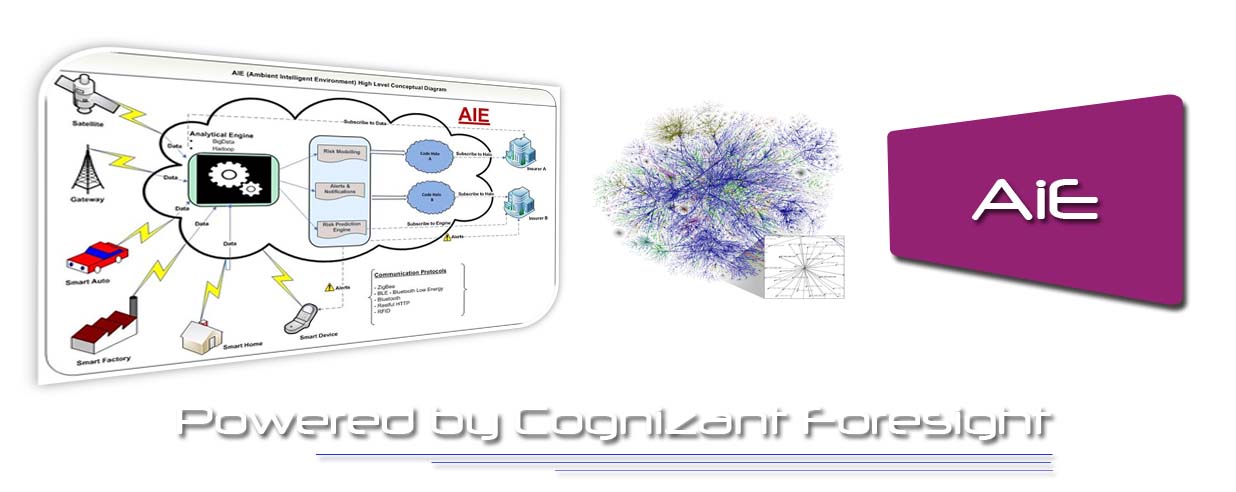 AIE (Ambient Intelligent Environment) High Level Conceptual Diagram
AIE
Satellite
Gateway
Smart Auto
Smart Factory
Smart Home
Smart Device
Data
Data
Data
Data
Data
Analytical Engine
BigData
Hadoop
Subscribe to Data
Risk Modelling
Alerts &
Notifications
Risk Prediction
Engine
Code Halo
A
Code Halo
B
Subscribe to Halo
Subscribe to Halo
Subscribe to Engine
Insurer A
Insurer B
Alerts
Alerts
Communication Protocols
- ZigBee
- BLE - Bluetooth Low Energy
- Bluetooth
- Restful HTTP
- RFID
AiE
Powered by Cognizant Foresight